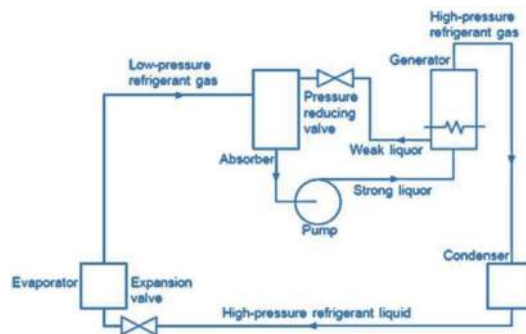 High-pressure
refrigerant gas
Generator
Low-pressure
refrigerant gas
Pressure
reducing
valve
Weak liquor
Absorber
Strong liquor
Pump
Condenser
Evaporator
Expansion
valve
High-pressure refrigerant liquid